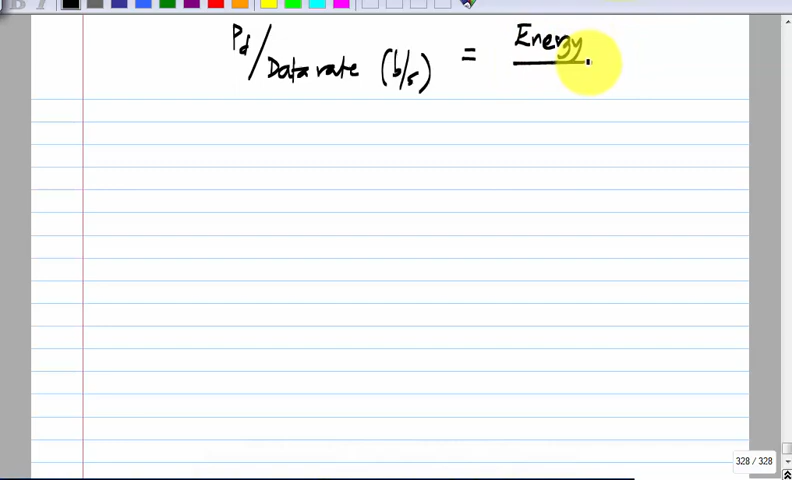 Pd/Data rate (b/s) = Energy
328 / 328